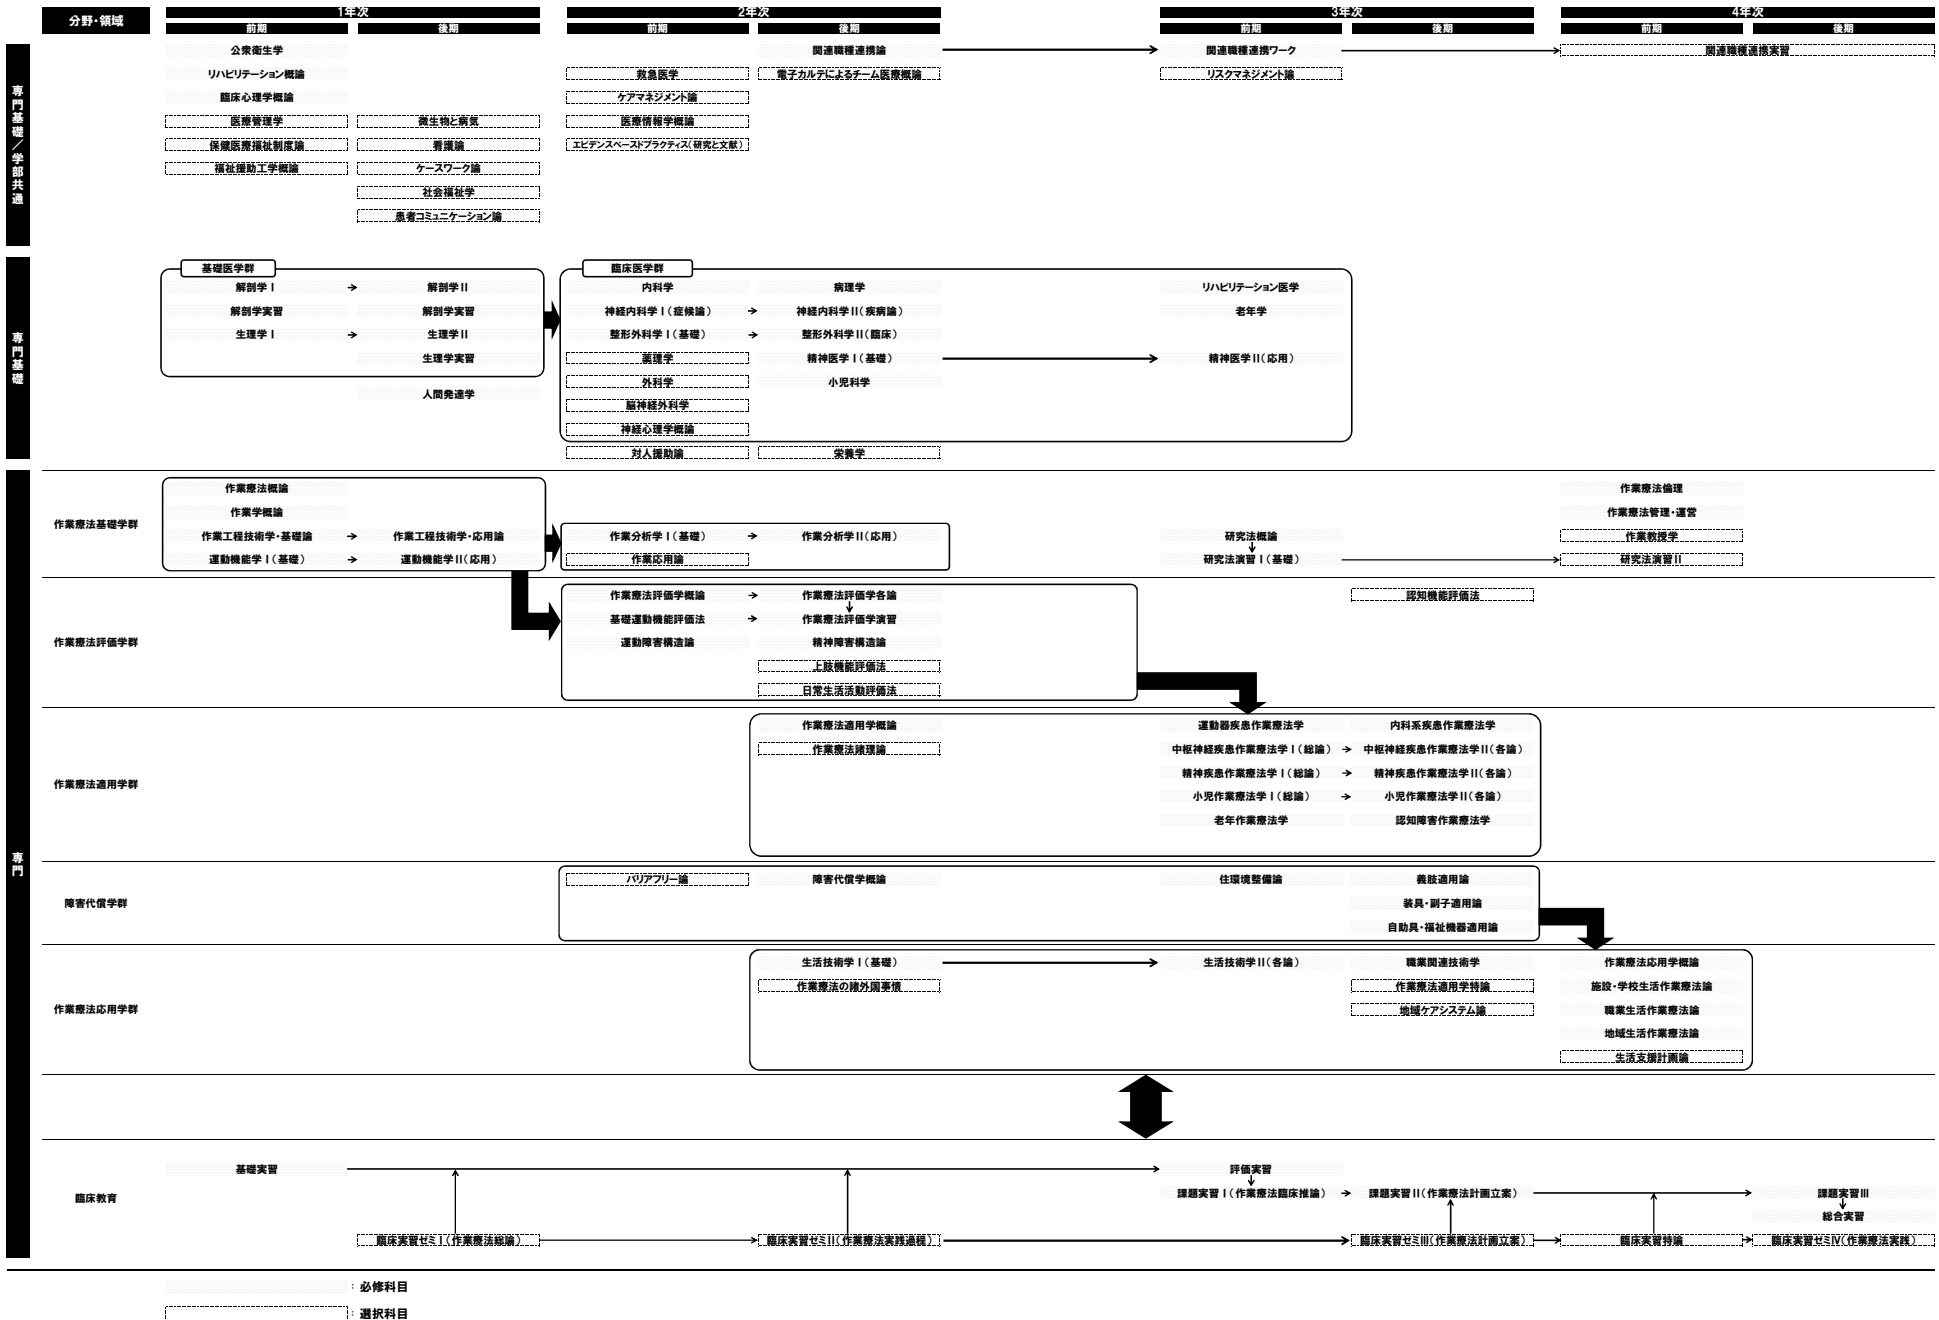 分野・領域 1年次 2年次 3年次 4年次
前期 後期 前期 後期 前期 後期 前期 後期
専門基礎／学部共通
公衆衛生学 関連職種連携論 関連職種連携ワーク 関連職種連携実習
リハビリテーション概論 救急医学 電子カルテによるチーム医療概論 リスクマネジメント論
臨床心理学概論 ケアマネジメント論
医療管理学 微生物と病気 医療情報学概論
保健医療福祉制度論 看護論 エビデンスベースドプラクティス(研究と文献)
福祉援助工学概論 ケースワーク論
社会福祉学
患者コミュニケーション論
専門基礎
基礎医学群 臨床医学群
解剖学Ⅰ → 解剖学Ⅱ 内科学 病理学 リハビリテーション医学
解剖学実習 解剖学実習 神経内科学Ⅰ(症候論) → 神経内科学Ⅱ(疾病論) 老年学
生理学Ⅰ → 生理学Ⅱ 整形外科学Ⅰ(基礎) → 整形外科学Ⅱ(臨床)
生理学実習 薬理学 精神医学Ⅰ(基礎) 精神医学Ⅱ(応用)
外科学 小児科学
人間発達学
脳神経外科学
神経心理学概論
対人援助論 栄養学
専門
作業療法基礎学群
作業療法概論 作業療法倫理
作業学概論 作業療法管理・運営
作業工程技術学・基礎論 → 作業工程技術学・応用論 作業分析学Ⅰ(基礎) → 作業分析学Ⅱ(応用) 研究法概論 作業教授学
運動機能学Ⅰ(基礎) → 運動機能学Ⅱ(応用) 作業応用論 研究法演習Ⅰ(基礎) 研究法演習Ⅱ
作業療法評価学群
作業療法評価学概論 → 作業療法評価学各論 認知機能評価法
基礎運動機能評価法 → 作業療法評価学演習
運動障害構造論 精神障害構造論
上肢機能評価法
日常生活活動評価法
作業療法適用学群
作業療法適用学概論 運動器疾患作業療法学 内科系疾患作業療法学
作業療法諸理論 中枢神経疾患作業療法学Ⅰ(総論) → 中枢神経疾患作業療法学Ⅱ(各論)
精神疾患作業療法学Ⅰ(総論) → 精神疾患作業療法学Ⅱ(各論)
小児作業療法学Ⅰ(総論) → 小児作業療法学Ⅱ(各論)
老年作業療法学 認知障害作業療法学
障害代償学群
バリアフリー論 障害代償学概論 住環境整備論 義肢適用論
装具・副子適用論
自助具・福祉機器適用論
作業療法応用学群
生活技術学Ⅰ(基礎) 生活技術学Ⅱ(各論) 職業関連技術学 作業療法応用学概論
作業療法の諸外国事情 作業療法適用学特論 施設・学校生活作業療法論
地域ケアシステム論 職業生活作業療法論
地域生活作業療法論
生活支援計画論
臨床教育
基礎実習 評価実習
課題実習Ⅰ(作業療法臨床推論) → 課題実習Ⅱ(作業療法計画立案) 課題実習Ⅲ
総合実習
臨床実習ゼミⅠ(作業療法総論) 臨床実習ゼミⅡ(作業療法実践過程) 臨床実習ゼミⅢ(作業療法計画立案) 臨床実習特論 臨床実習ゼミⅣ(作業療法実践)
：必修科目
：選択科目